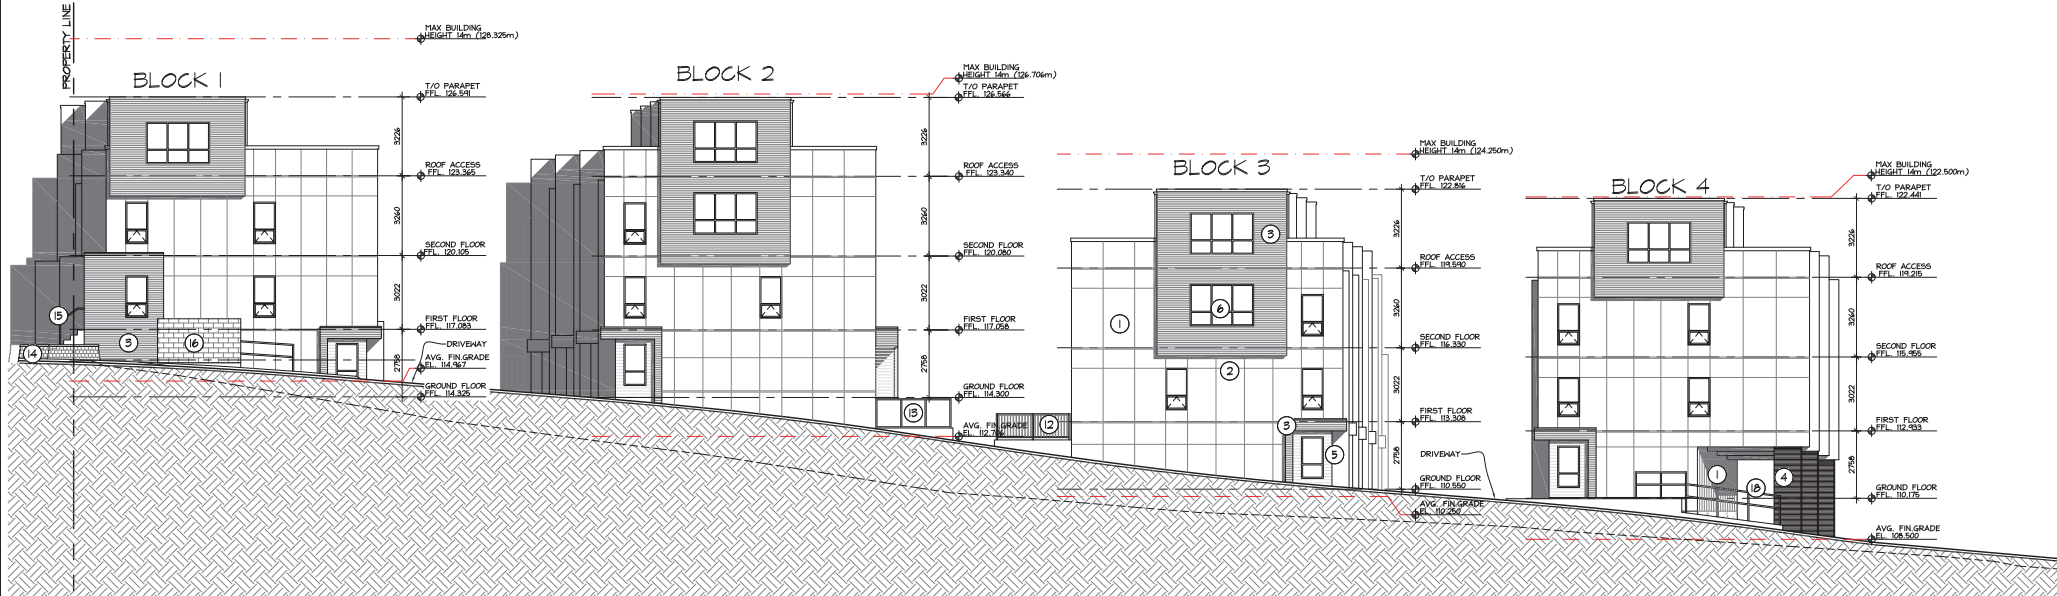 PROPERTY LINE
BLOCK 1
MAX BUILDING
HEIGHT 14m (128.325m)
T/O PARAPET
FFL. 126.591
3226
ROOF ACCESS
FFL. 123.365
3260
SECOND FLOOR
FFL. 120.105
3022
FIRST FLOOR
FFL. 117.083
DRIVEWAY
2758
AVG. FIN.GRADE
EL. 114.967
GROUND FLOOR
FFL. 114.325
15
14
3
16
BLOCK 2
MAX BUILDING
HEIGHT 14m (126.706m)
T/O PARAPET
FFL. 126.566
3226
ROOF ACCESS
FFL. 123.340
3260
SECOND FLOOR
FFL. 120.080
3022
FIRST FLOOR
FFL. 117.058
2758
GROUND FLOOR
FFL. 114.300
13
AVG. FIN.GRADE
EL.
12
BLOCK 3
MAX BUILDING
HEIGHT 14m (124.250m)
T/O PARAPET
FFL. 122.816
3226
ROOF ACCESS
FFL. 119.590
3260
SECOND FLOOR
FFL. 116.330
3022
FIRST FLOOR
FFL. 113.308
2758
GROUND FLOOR
FFL. 110.550
AVG. FIN.GRADE
EL. 110.250
3
6
1
2
3
5
DRIVEWAY
BLOCK 4
MAX BUILDING
HEIGHT 14m (122.500m)
T/O PARAPET
FFL. 122.441
3226
ROOF ACCESS
FFL. 119.215
3260
SECOND FLOOR
FFL. 115.955
3022
FIRST FLOOR
FFL. 112.933
2758
GROUND FLOOR
FFL. 110.175
AVG. FIN.GRADE
EL. 108.500
1
18
4